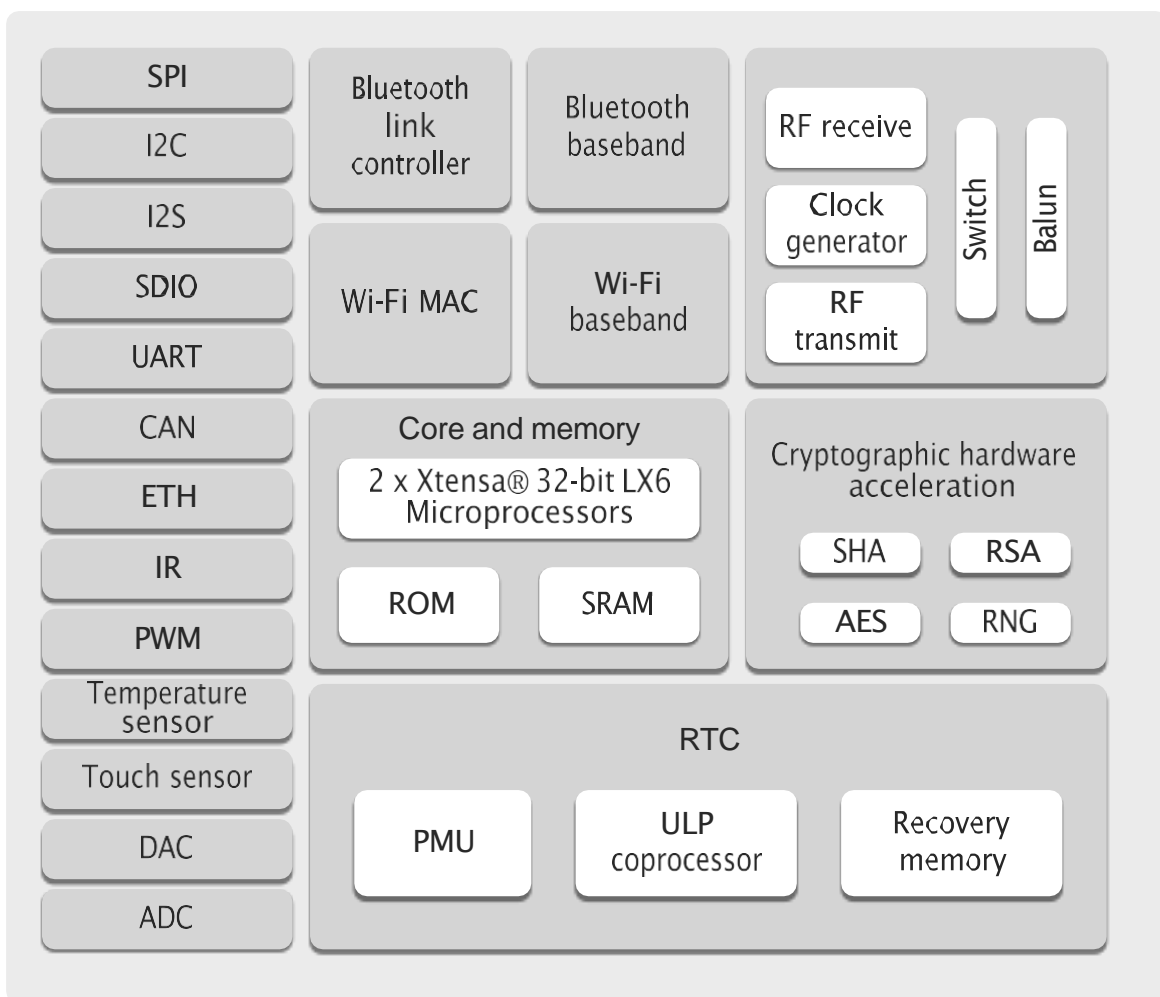 SPI
I2C
I2S
SDIO
UART
CAN
ETH
IR
PWM
Temperature
sensor
Touch sensor
DAC
ADC
Bluetooth
link
controller
Bluetooth
baseband
Wi-Fi MAC
Wi-Fi
baseband
RF receive
Clock
generator
RF
transmit
Switch
Balun
Core and memory
2 x Xtensa® 32-bit LX6
Microprocessors
ROM
SRAM
Cryptographic hardware
acceleration
SHA
RSA
AES
RNG
RTC
PMU
ULP
coprocessor
Recovery
memory